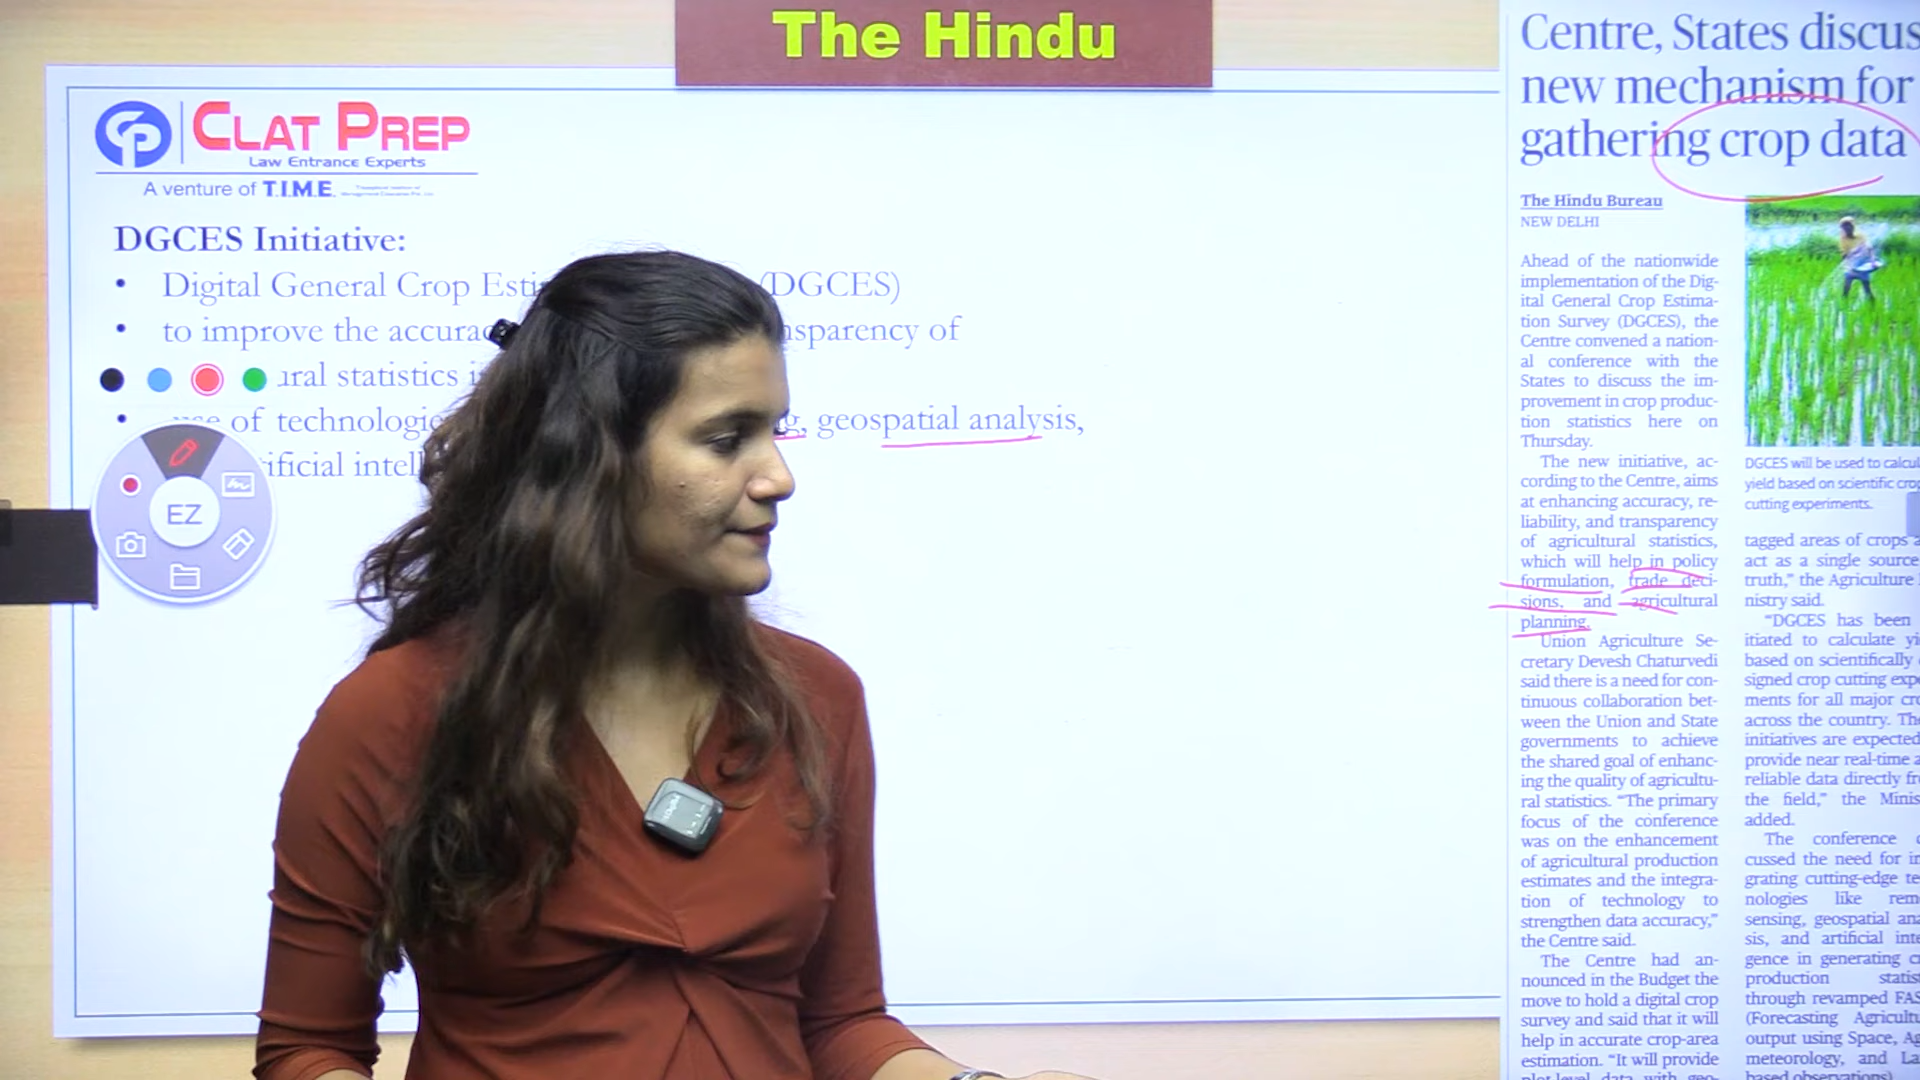 The Hindu
CLAT PREP
Law Entrance Experts
A venture of T.I.M.E.
DGCES Initiative:
• Digital General Crop (DGCES)
• to improve the of
ural statistics
• of geospatial analysis,
EZ
Centre, States discus
new mechanism for
gathering crop data
The Hindu Bureau
NEW DELHI
Ahead of the nationwide
implementation of the Dig-
ital General Crop Estima-
tion Survey (DGCES), the
Centre convened a nation-
al conference with the
States to discuss the im-
provement in crop produc-
tion statistics here on
Thursday.
The new initiative, ac-
cording to the Centre, aims
at enhancing accuracy, re-
liability, and transparency
of agricultural statistics,
which will help in policy
formulation, trade deci-
sions, and agricultural
planning.
Union Agriculture Se-
cretary Devesh Chaturvedi
said there is a need for con-
tinuous collaboration bet-
ween the Union and State
governments to achieve
the shared goal of enhanc-
ing the quality of agricultu-
ral statistics. “The primary
focus of the conference
was on the enhancement
of agricultural production
estimates and the integra-
tion of technology to
strengthen data accuracy,”
the Centre said.
The Centre had an-
nounced in the Budget the
move to hold a digital crop
survey and said that it will
help in accurate crop-area
estimation. “It will provide
DGCES will be used to calcul
yield based on scientific crop
cutting experiments.
tagged areas of crops a
act as a single source
truth,” the Agriculture
nistry said.
“DGCES has been
itiated to calculate yi
based on scientifically
signed crop cutting expe
ments for all major cro
across the country. The
initiatives are expected
provide near real-time a
reliable data directly fr
the field,” the Minis
added.
The conference
cussed the need for in
grating cutting-edge te
nologies like rem
sensing, geospatial ana
sis, and artificial inte
gence in generating c
production statist
through revamped FAS
(Forecasting Agricultu
output using Space, Ag
meteorology, and La
based observations)